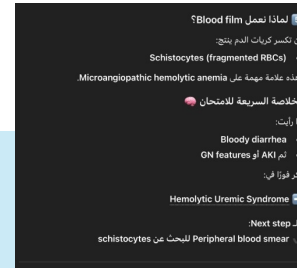 لماذا نعمل Blood film؟
تكسر كريات الدم ينتج:
Schistocytes (fragmented RBCs)
هذه علامة مهمة على Microangiopathic hemolytic anemia.
خلاصة السريعة للامتحان 🧠
رأيت:
Bloody diarrhea
ثم AKI أو GN features
فورًا في:
Hemolytic Uremic Syndrome
Next step:
Peripheral blood smear للبحث عن schistocytes